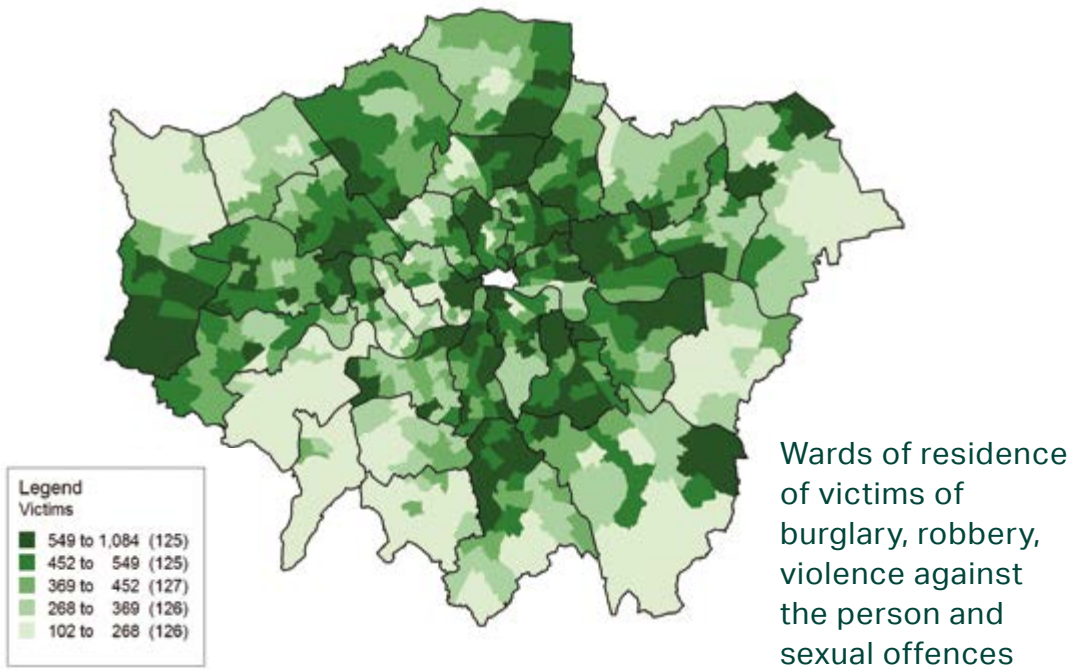 Legend
Victims
549 to 1,084 (125)
452 to 549 (125)
369 to 452 (127)
268 to 369 (126)
102 to 268 (126)
Wards of residence
of victims of
burglary, robbery,
violence against
the person and
sexual offences